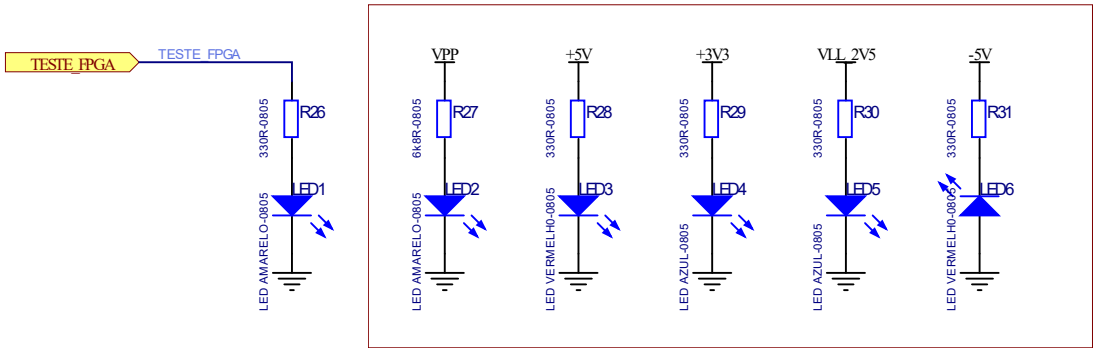 TESTE_FPGA
TESTE_FPGA
330R-0805
R26
LED AMARELO-0805
LED1
VPP
6k8R-0805
R27
LED AMARELO-0805
LED2
+5V
330R-0805
R28
LED VERMELH0-0805
LED3
+3V3
330R-0805
R29
LED AZUL-0805
LED4
VLL_2V5
330R-0805
R30
LED AZUL-0805
LED5
-5V
330R-0805
R31
LED VERMELH0-0805
LED6